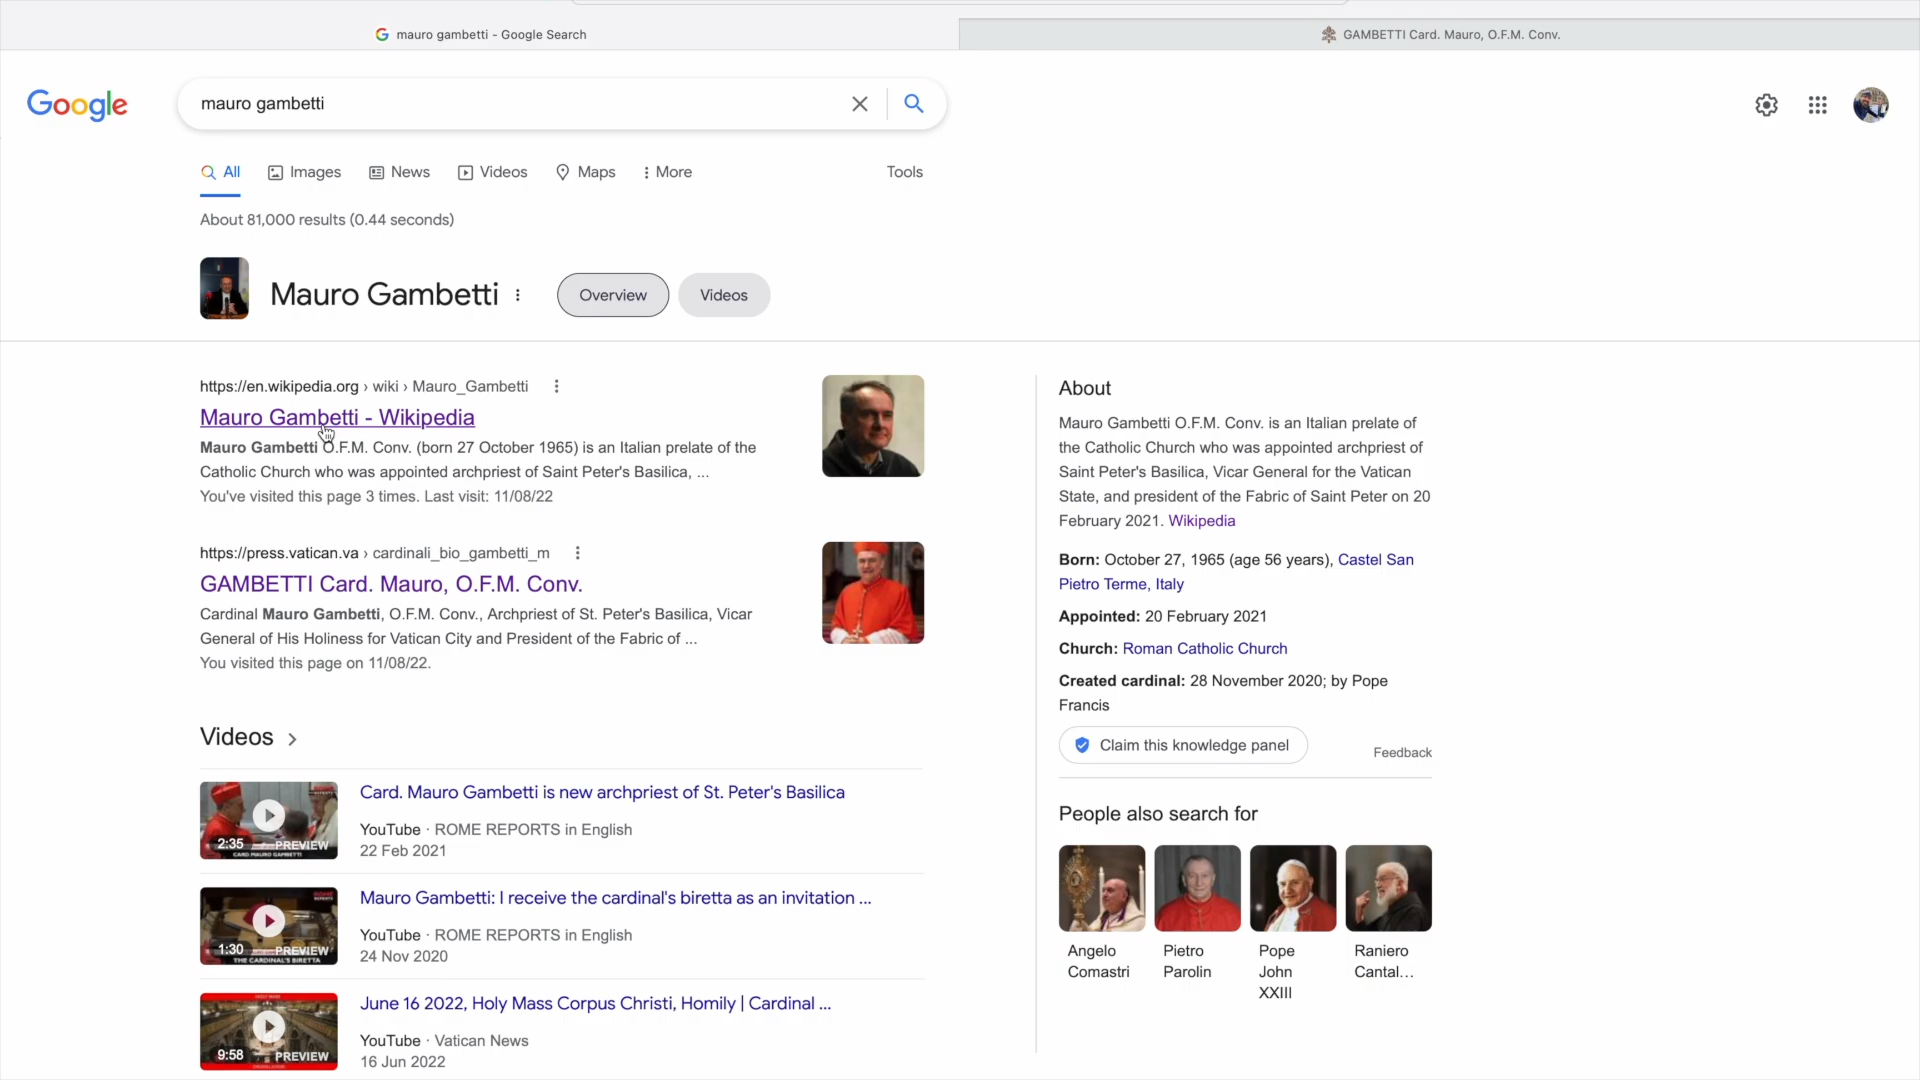 mauro gambetti - Google Search
GAMBETTI Card. Mauro, O.F.M. Conv.
Google
mauro gambetti
All
Images
News
Videos
Maps
More
Tools
About 81,000 results (0.44 seconds)
Mauro Gambetti
Overview
Videos
https://en.wikipedia.org › wiki › Mauro_Gambetti
Mauro Gambetti - Wikipedia
Mauro Gambetti O.F.M. Conv. (born 27 October 1965) is an Italian prelate of the
Catholic Church who was appointed archpriest of Saint Peter's Basilica, ...
You've visited this page 3 times. Last visit: 11/08/22
https://press.vatican.va › cardinali_bio_gambetti_m
GAMBETTI Card. Mauro, O.F.M. Conv.
Cardinal Mauro Gambetti, O.F.M. Conv., Archpriest of St. Peter's Basilica, Vicar
General of His Holiness for Vatican City and President of the Fabric of ...
You visited this page on 11/08/22.
Videos
2:35
PREVIEW
CARD. MAURO GAMBETTI
Card. Mauro Gambetti is new archpriest of St. Peter's Basilica
YouTube · ROME REPORTS in English
22 Feb 2021
1:30
PREVIEW
THE CARDINAL'S BIRETTA
Mauro Gambetti: I receive the cardinal's biretta as an invitation ...
YouTube · ROME REPORTS in English
24 Nov 2020
9:58
PREVIEW
June 16 2022, Holy Mass Corpus Christi, Homily | Cardinal ...
YouTube · Vatican News
16 Jun 2022
About
Mauro Gambetti O.F.M. Conv. is an Italian prelate of
the Catholic Church who was appointed archpriest of
Saint Peter's Basilica, Vicar General for the Vatican
State, and president of the Fabric of Saint Peter on 20
February 2021. Wikipedia
Born: October 27, 1965 (age 56 years), Castel San
Pietro Terme, Italy
Appointed: 20 February 2021
Church: Roman Catholic Church
Created cardinal: 28 November 2020; by Pope
Francis
Claim this knowledge panel
Feedback
People also search for
Angelo
Comastri
Pietro
Parolin
Pope
John
XXIII
Raniero
Cantal...